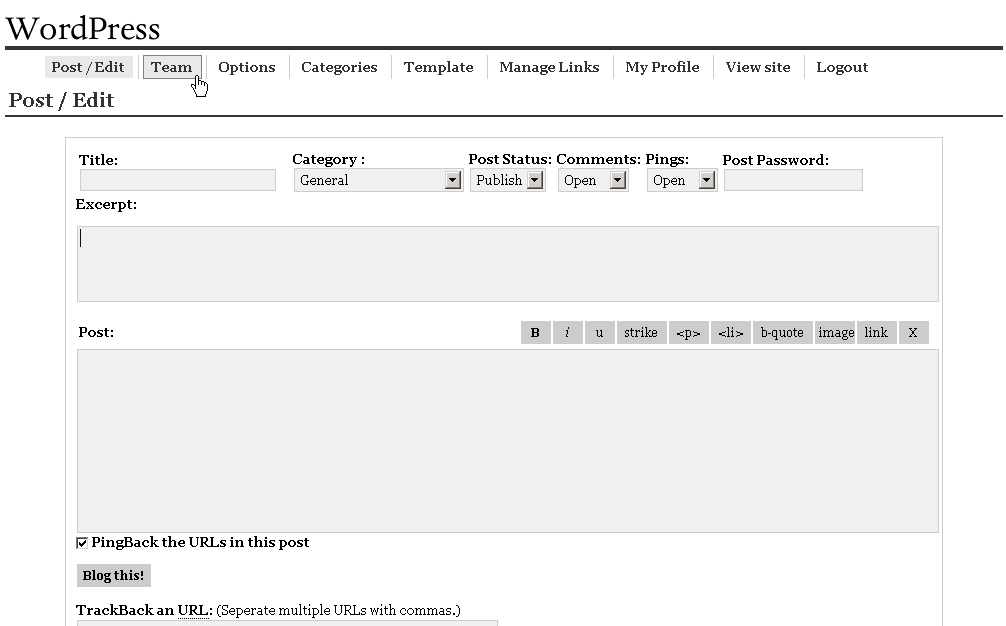 WordPress
Post / Edit Team Options Categories Template Manage Links My Profile View site Logout
Post / Edit
Title: Category : Post Status: Comments: Pings: Post Password:
General Publish Open Open
Excerpt:
Post: B i u strike <p> <li> b-quote image link X
PingBack the URLs in this post
Blog this!
TrackBack an URL: (Seperate multiple URLs with commas.)